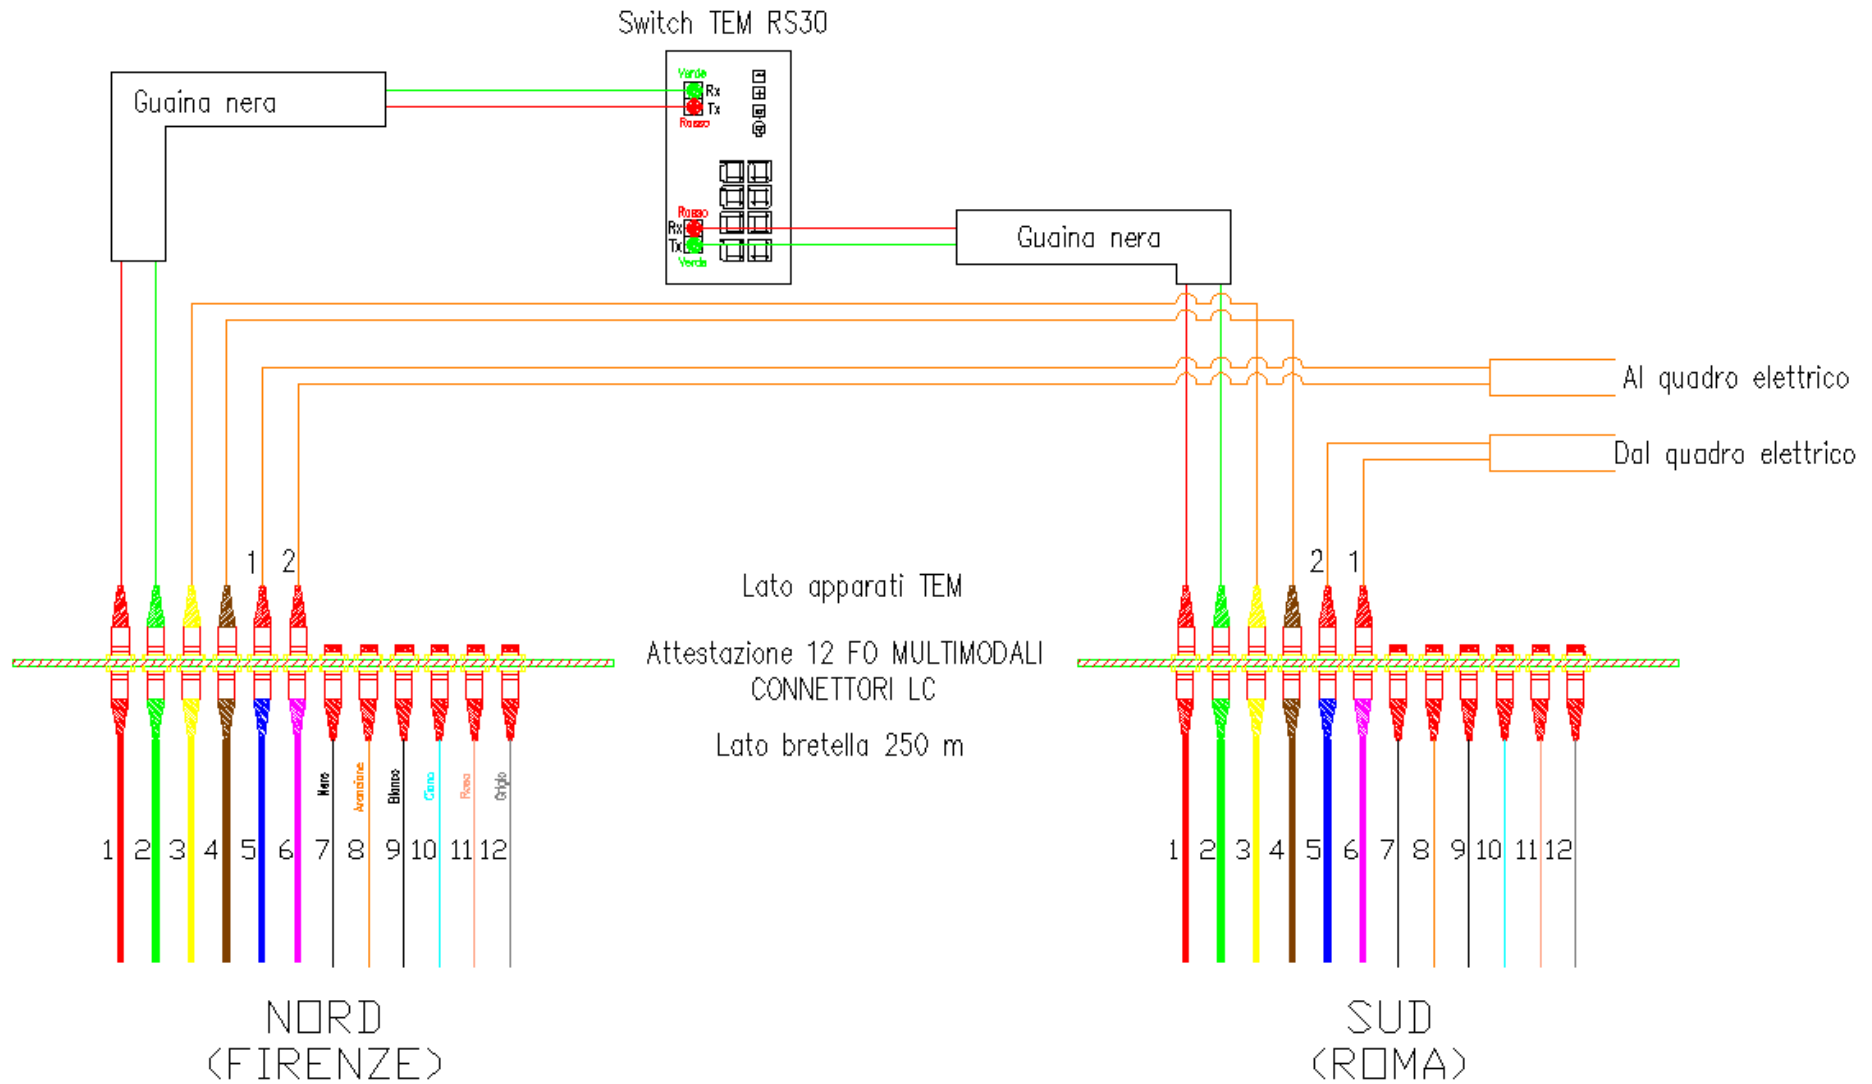 Switch TEM RS30
Guaina nera
Verde
Rx
Tx
Rosso
Rosso
Rx
Tx
Verde
Guaina nera
Al quadro elettrico
Dal quadro elettrico
1 2
2 1
Lato apparati TEM
Attestazione 12 FO MULTIMODALI
CONNETTORI LC
Lato bretella 250 m
Nero
Arancione
Bianco
Ciano
Rosa
Grigio
1 2 3 4 5 6 7 8 9 10 11 12
1 2 3 4 5 6 7 8 9 10 11 12
NORD
(FIRENZE)
SUD
(ROMA)